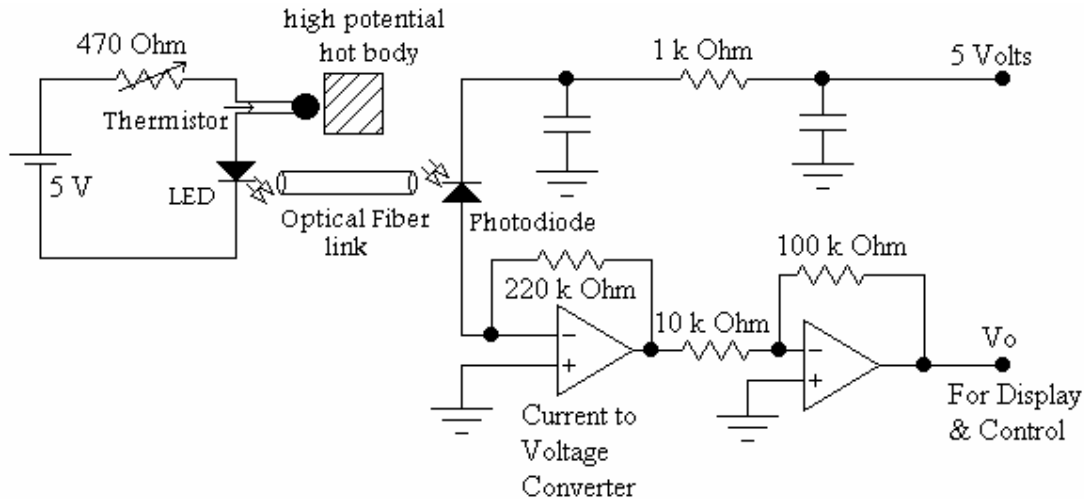 high potential
hot body
470 Ohm
1 k Ohm
5 Volts
Thermistor
5 V
LED
Optical Fiber
link
Photodiode
220 k Ohm
100 k Ohm
10 k Ohm
−
+
−
+
Vo
Current to
Voltage
Converter
For Display
& Control